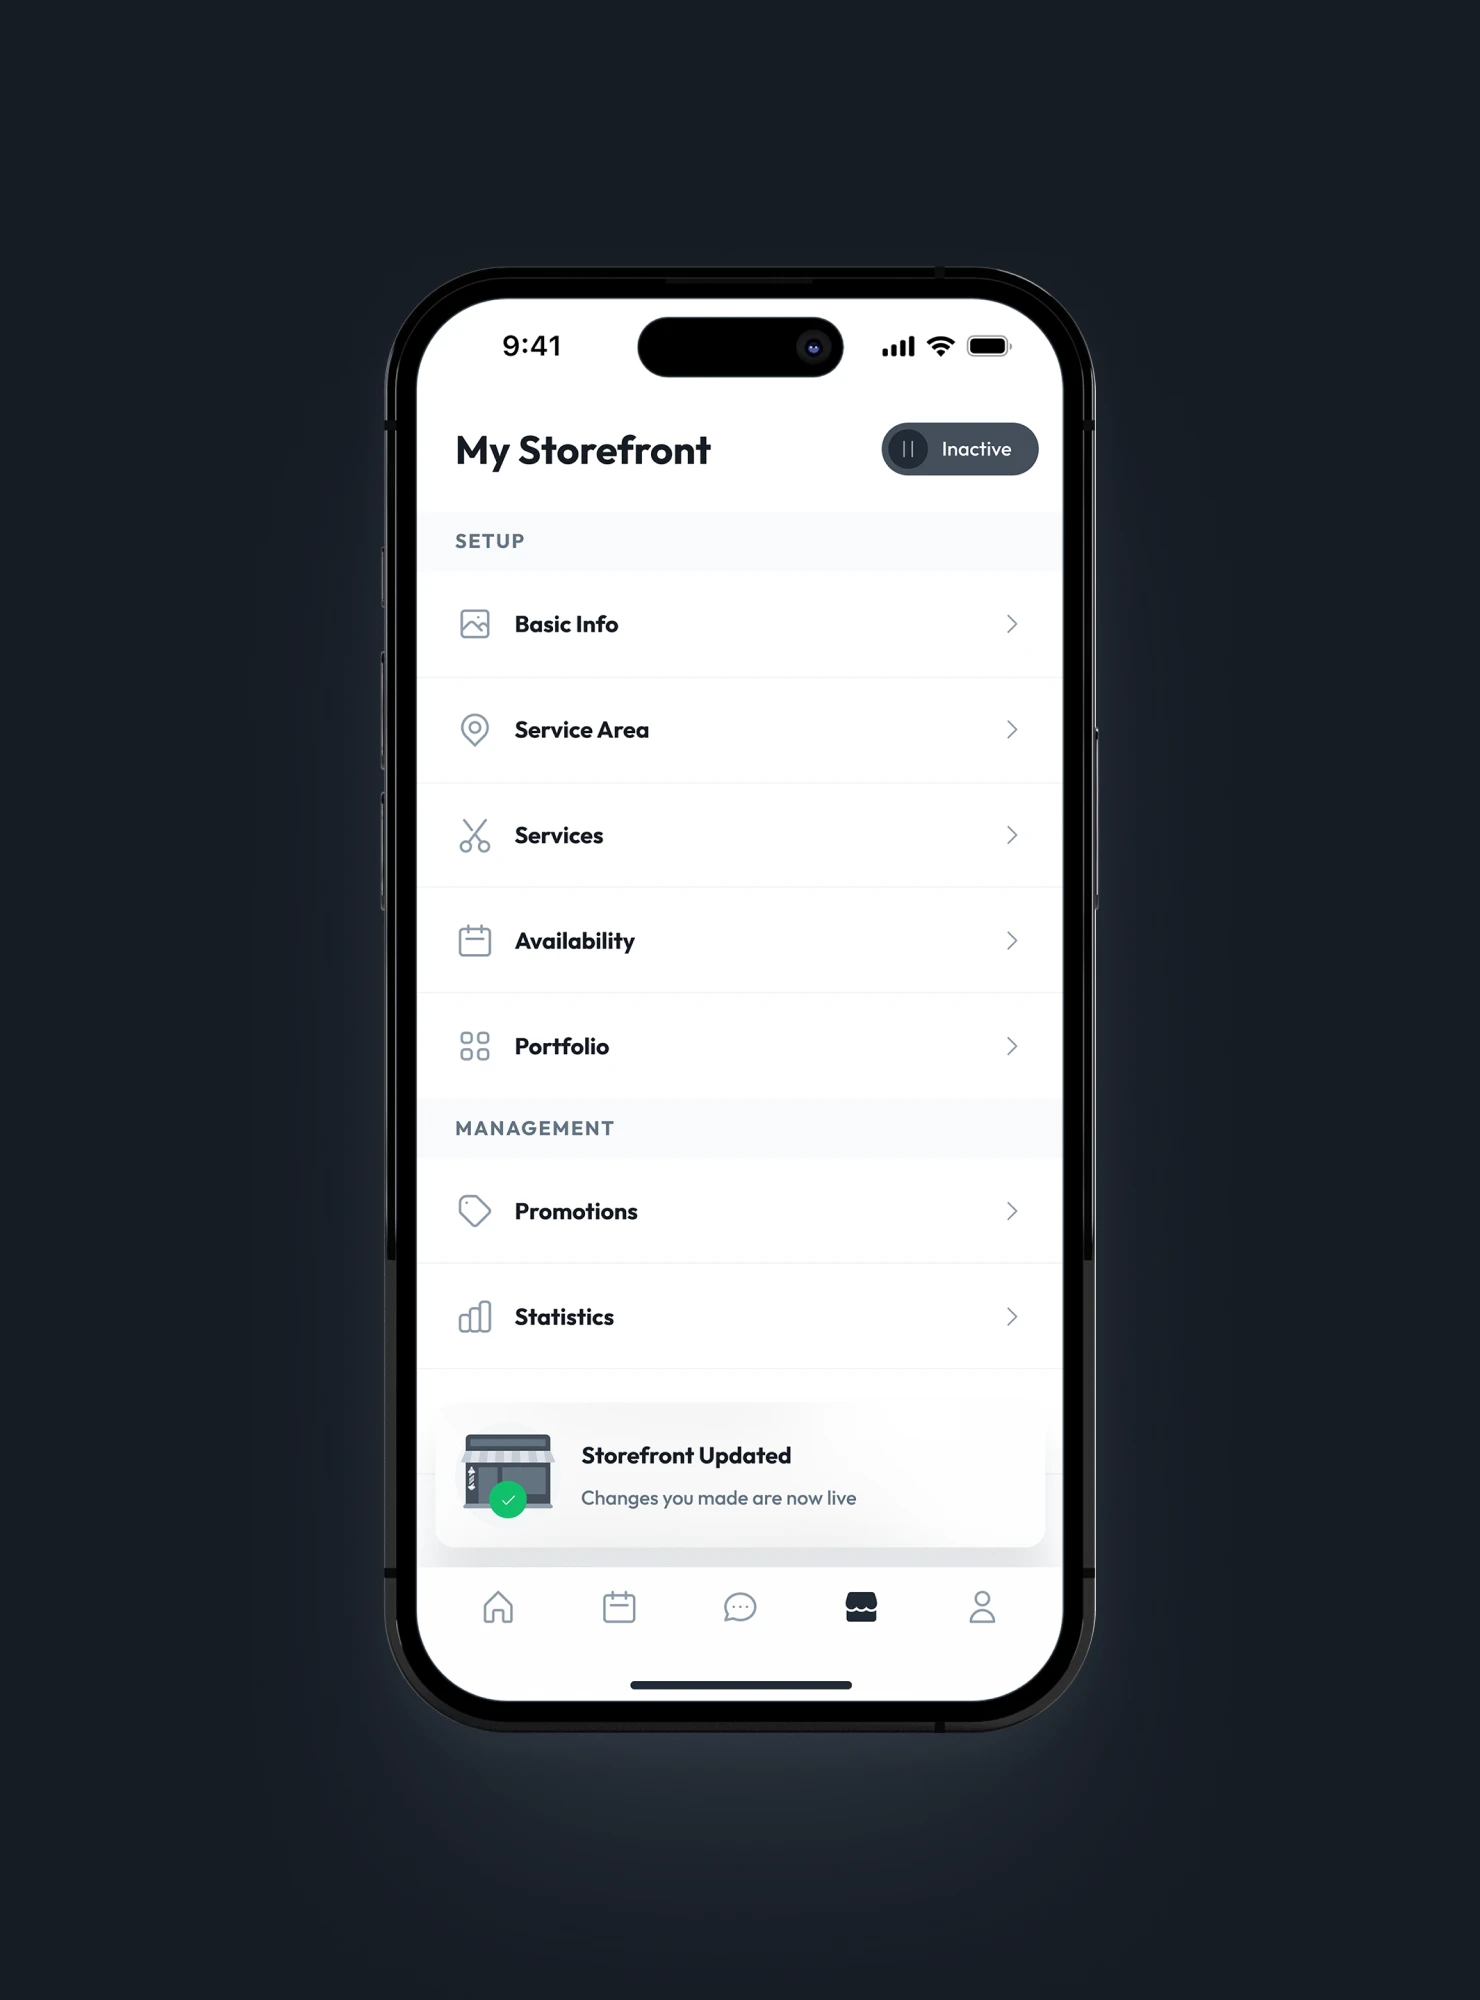 9:41
My Storefront
Inactive
SETUP
Basic Info
Service Area
Services
Availability
Portfolio
MANAGEMENT
Promotions
Statistics
Storefront Updated
Changes you made are now live